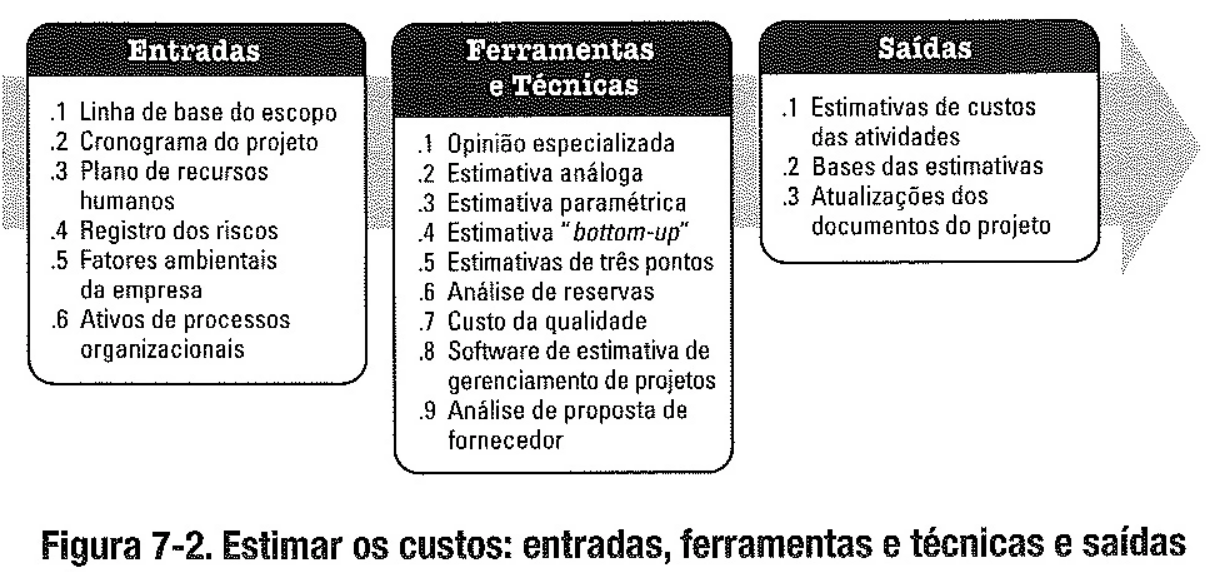 Entradas
.1 Linha de base do escopo
.2 Cronograma do projeto
.3 Plano de recursos
humanos
.4 Registro dos riscos
.5 Fatores ambientais
da empresa
.6 Ativos de processos
organizacionais
Ferramentas
e Técnicas
.1 Opinião especializada
.2 Estimativa análoga
.3 Estimativa paramétrica
.4 Estimativa "bottom-up"
.5 Estimativas de três pontos
.6 Análise de reservas
.7 Custo da qualidade
.8 Software de estimativa de
gerenciamento de projetos
.9 Análise de proposta de
fornecedor
Saídas
.1 Estimativas de custos
das atividades
.2 Bases das estimativas
.3 Atualizações dos
documentos do projeto
Figura 7-2. Estimar os custos: entradas, ferramentas e técnicas e saídas